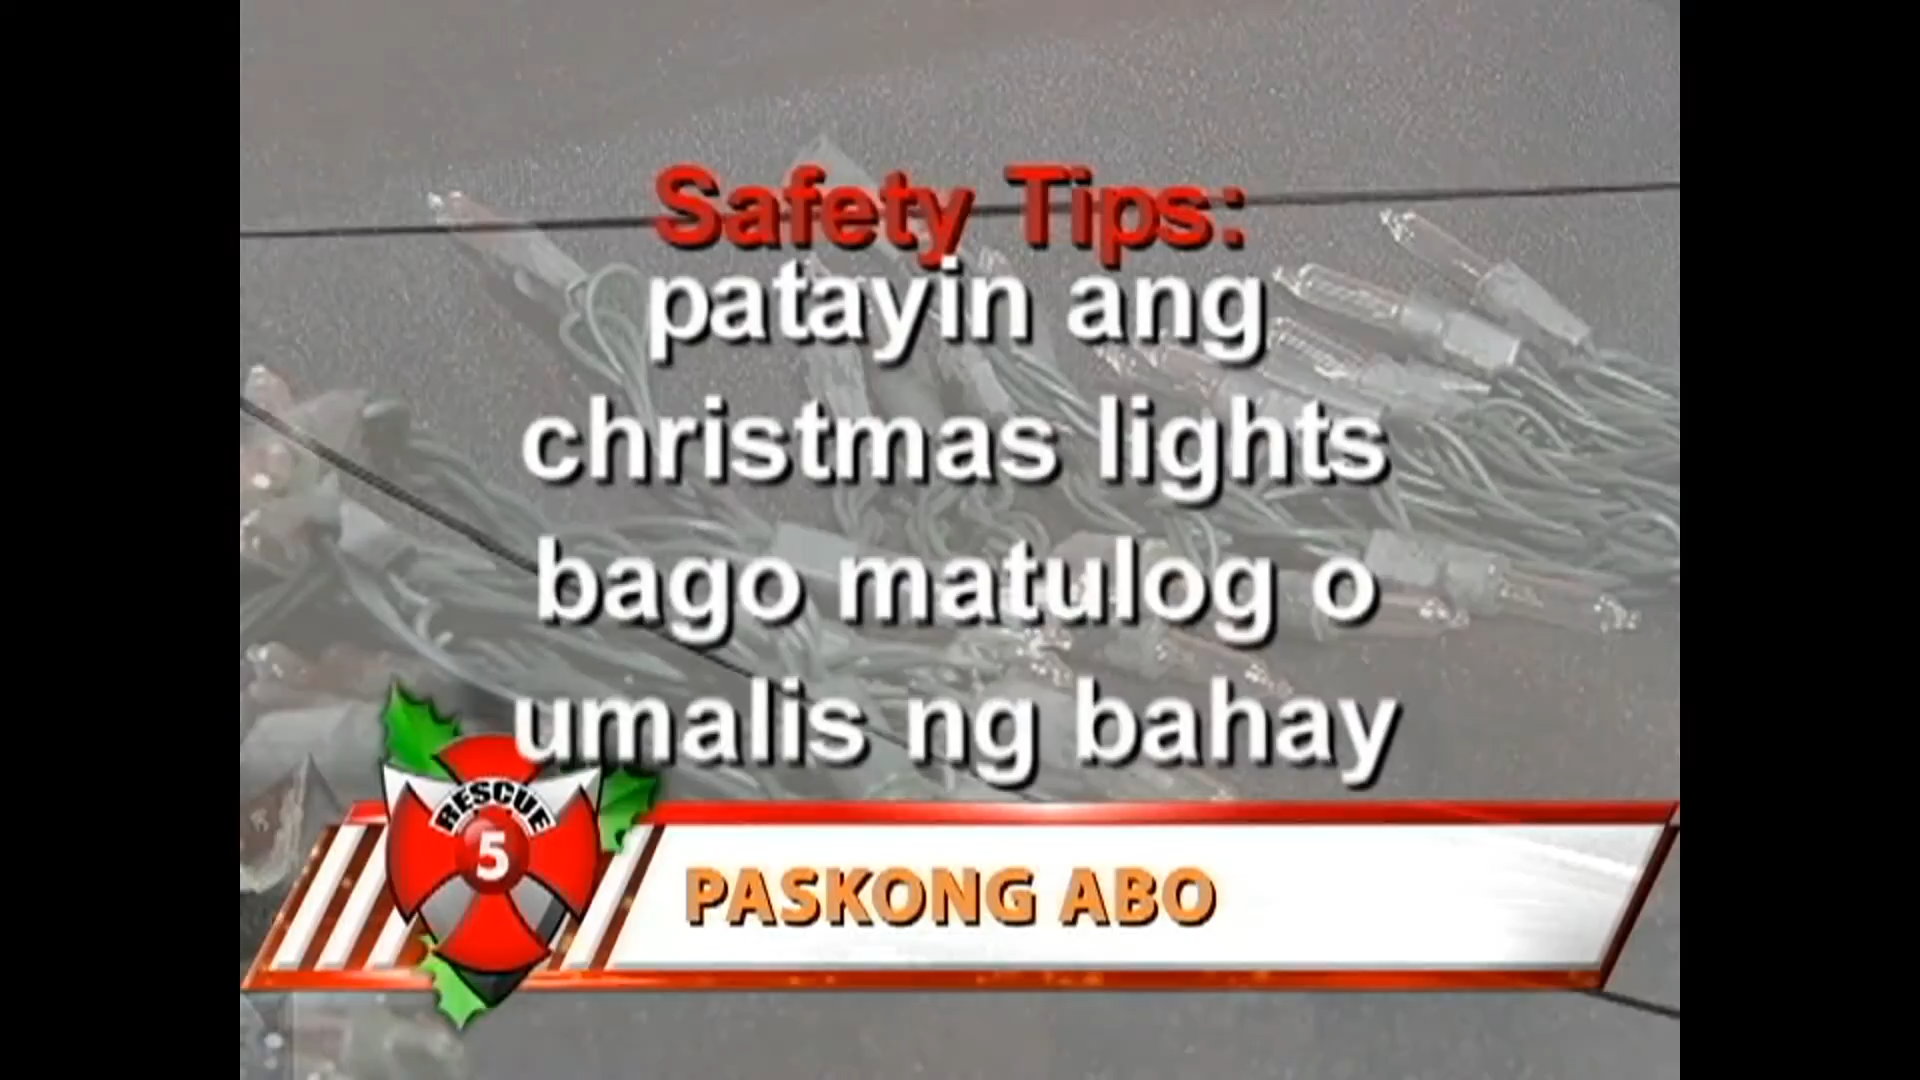 Safety Tips:
patayin ang
christmas lights
bago matulog o
umalis ng bahay
RESCUE
5
PASKONG ABO